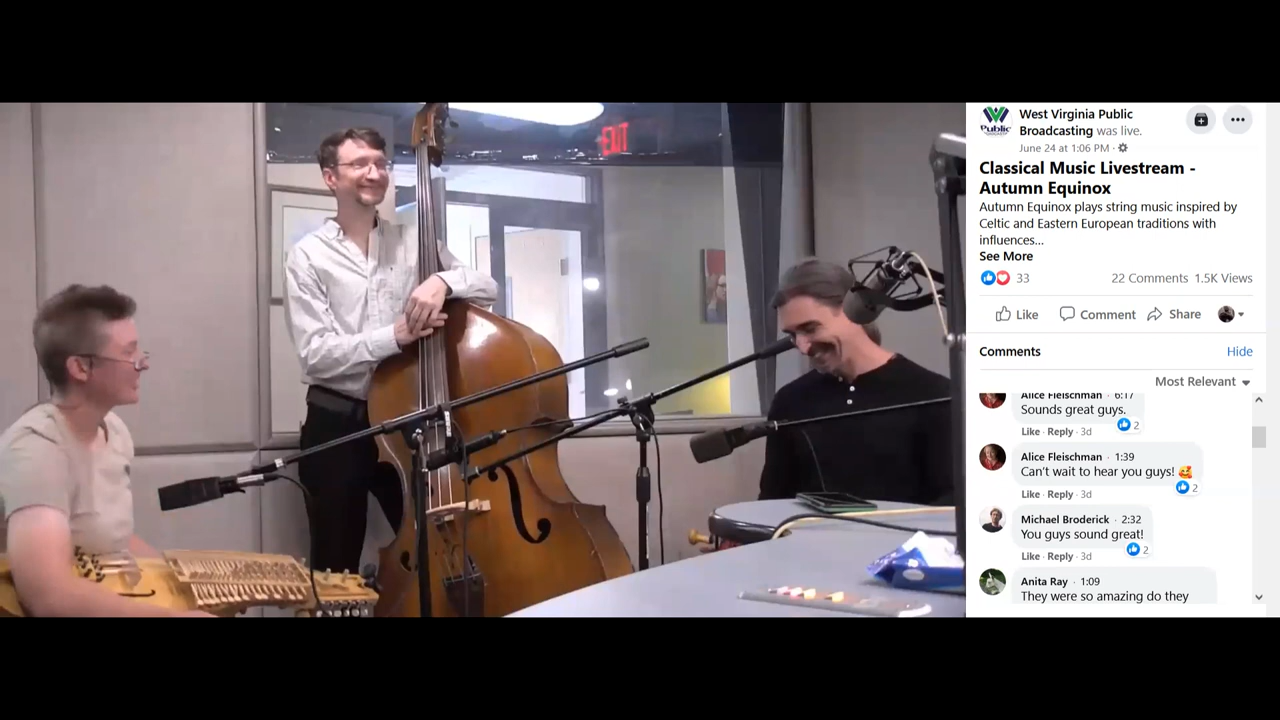 EXIT
Public
West Virginia Public
Broadcasting was live.
June 24 at 1:06 PM ·
Classical Music Livestream -
Autumn Equinox
Autumn Equinox plays string music inspired by
Celtic and Eastern European traditions with
influences...
See More
33 22 Comments 1.5K Views
Like Comment Share
Comments Hide
Most Relevant
Alice Fleischman · 6:17
Sounds great guys.
2
Like · Reply · 3d
Alice Fleischman · 1:39
Can't wait to hear you guys! 🥰
2
Like · Reply · 3d
Michael Broderick · 2:32
You guys sound great!
2
Like · Reply · 3d
Anita Ray · 1:09
They were so amazing do they